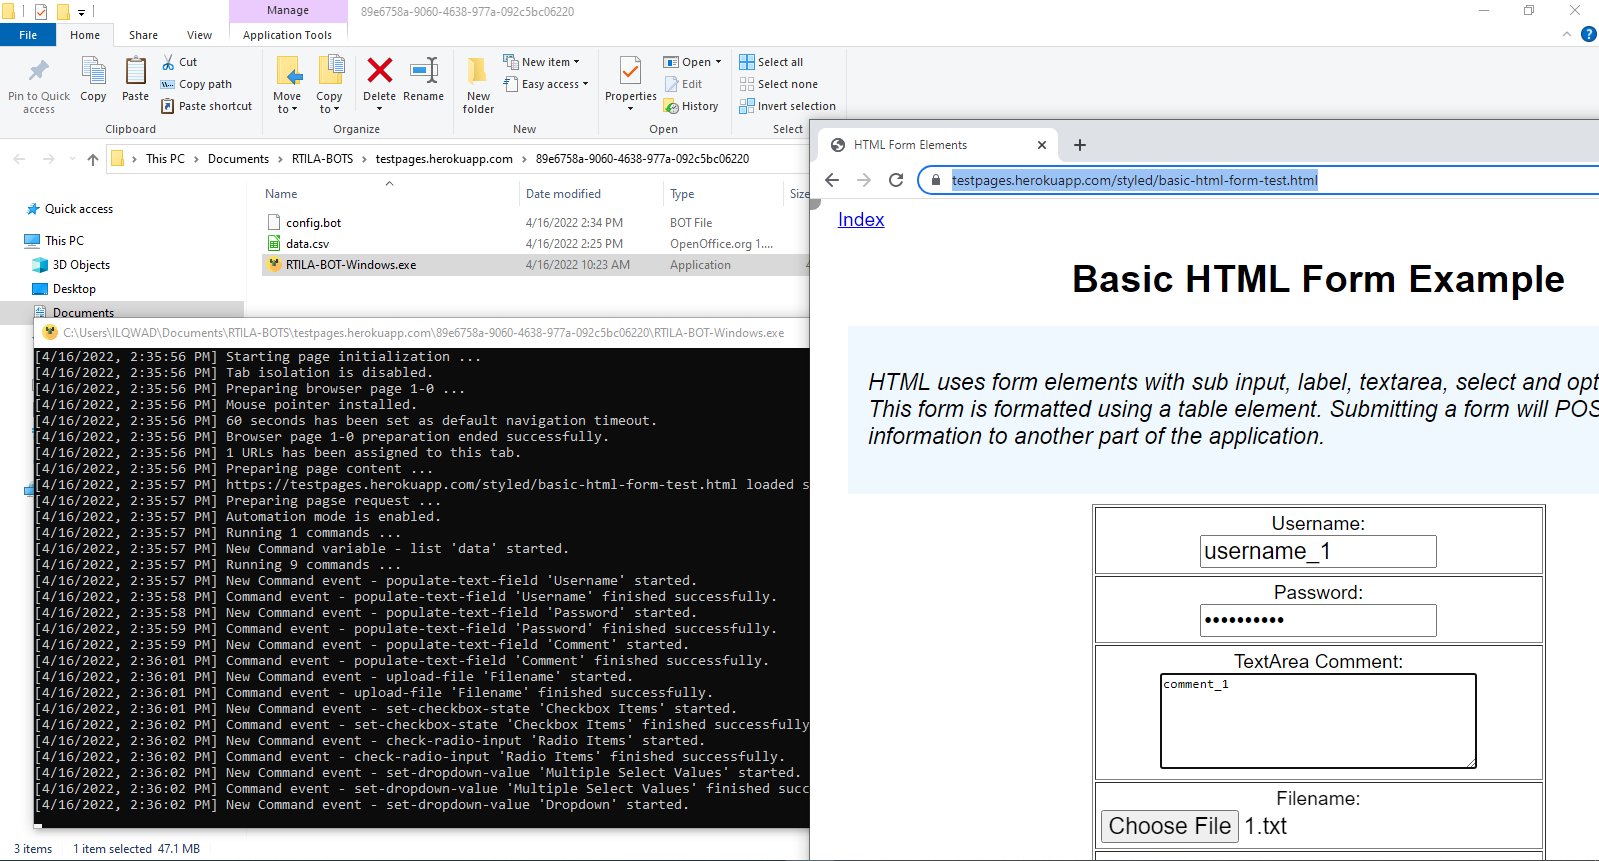 Manage
89e6758a-9060-4638-977a-092c5bc06220
File
Home
Share
View
Application Tools
Pin to Quick access
Copy
Paste
Cut
Copy path
Paste shortcut
Clipboard
Move to
Copy to
Delete
Rename
Organize
New folder
New item
Easy access
New
Properties
Open
Edit
History
Open
Select all
Select none
Invert selection
Select
This PC > Documents > RTILA-BOTS > testpages.herokuapp.com > 89e6758a-9060-4638-977a-092c5bc06220
Name Date modified Type Size
Quick access
This PC
3D Objects
Desktop
Documents
config.bot 4/16/2022 2:34 PM BOT File
data.csv 4/16/2022 2:25 PM OpenOffice.org 1....
RTILA-BOT-Windows.exe 4/16/2022 10:23 AM Application
C:\Users\ILQWAD\Documents\RTILA-BOTS\testpages.herokuapp.com\89e6758a-9060-4638-977a-092c5bc06220\RTILA-BOT-Windows.exe
[4/16/2022, 2:35:56 PM] Starting page initialization ...
[4/16/2022, 2:35:56 PM] Tab isolation is disabled.
[4/16/2022, 2:35:56 PM] Preparing browser page 1-0 ...
[4/16/2022, 2:35:56 PM] Mouse pointer installed.
[4/16/2022, 2:35:56 PM] 60 seconds has been set as default navigation timeout.
[4/16/2022, 2:35:56 PM] Browser page 1-0 preparation ended successfully.
[4/16/2022, 2:35:56 PM] 1 URLs has been assigned to this tab.
[4/16/2022, 2:35:56 PM] Preparing page content ...
[4/16/2022, 2:35:57 PM] https://testpages.herokuapp.com/styled/basic-html-form-test.html loaded s
[4/16/2022, 2:35:57 PM] Preparing pagse request ...
[4/16/2022, 2:35:57 PM] Automation mode is enabled.
[4/16/2022, 2:35:57 PM] Running 1 commands ...
[4/16/2022, 2:35:57 PM] New Command variable - list 'data' started.
[4/16/2022, 2:35:57 PM] Running 9 commands ...
[4/16/2022, 2:35:57 PM] New Command event - populate-text-field 'Username' started.
[4/16/2022, 2:35:58 PM] Command event - populate-text-field 'Username' finished successfully.
[4/16/2022, 2:35:58 PM] New Command event - populate-text-field 'Password' started.
[4/16/2022, 2:35:59 PM] Command event - populate-text-field 'Password' finished successfully.
[4/16/2022, 2:35:59 PM] New Command event - populate-text-field 'Comment' started.
[4/16/2022, 2:36:01 PM] Command event - populate-text-field 'Comment' finished successfully.
[4/16/2022, 2:36:01 PM] New Command event - upload-file 'Filename' started.
[4/16/2022, 2:36:01 PM] Command event - upload-file 'Filename' finished successfully.
[4/16/2022, 2:36:01 PM] New Command event - set-checkbox-state 'Checkbox Items' started.
[4/16/2022, 2:36:02 PM] Command event - set-checkbox-state 'Checkbox Items' finished successfully
[4/16/2022, 2:36:02 PM] New Command event - check-radio-input 'Radio Items' started.
[4/16/2022, 2:36:02 PM] Command event - check-radio-input 'Radio Items' finished successfully.
[4/16/2022, 2:36:02 PM] New Command event - set-dropdown-value 'Multiple Select Values' started.
[4/16/2022, 2:36:02 PM] Command event - set-dropdown-value 'Multiple Select Values' finished succ
[4/16/2022, 2:36:02 PM] New Command event - set-dropdown-value 'Dropdown' started.
3 items 1 item selected 47.1 MB
HTML Form Elements
testpages.herokuapp.com/styled/basic-html-form-test.html
Index
Basic HTML Form Example
HTML uses form elements with sub input, label, textarea, select and opt
This form is formatted using a table element. Submitting a form will POS
information to another part of the application.
Username:
username_1
Password:
••••••••••
TextArea Comment:
comment_1
Filename:
Choose File 1.txt